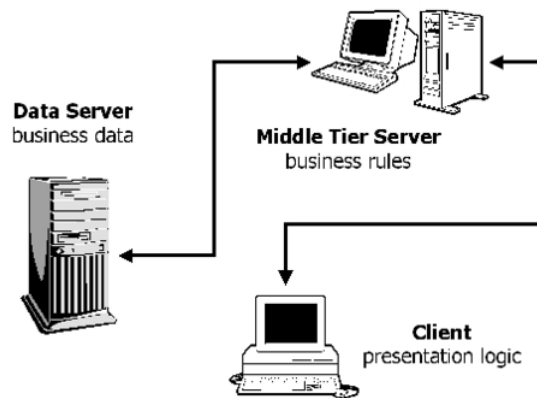 Data Server
business data
Middle Tier Server
business rules
Client
presentation logic